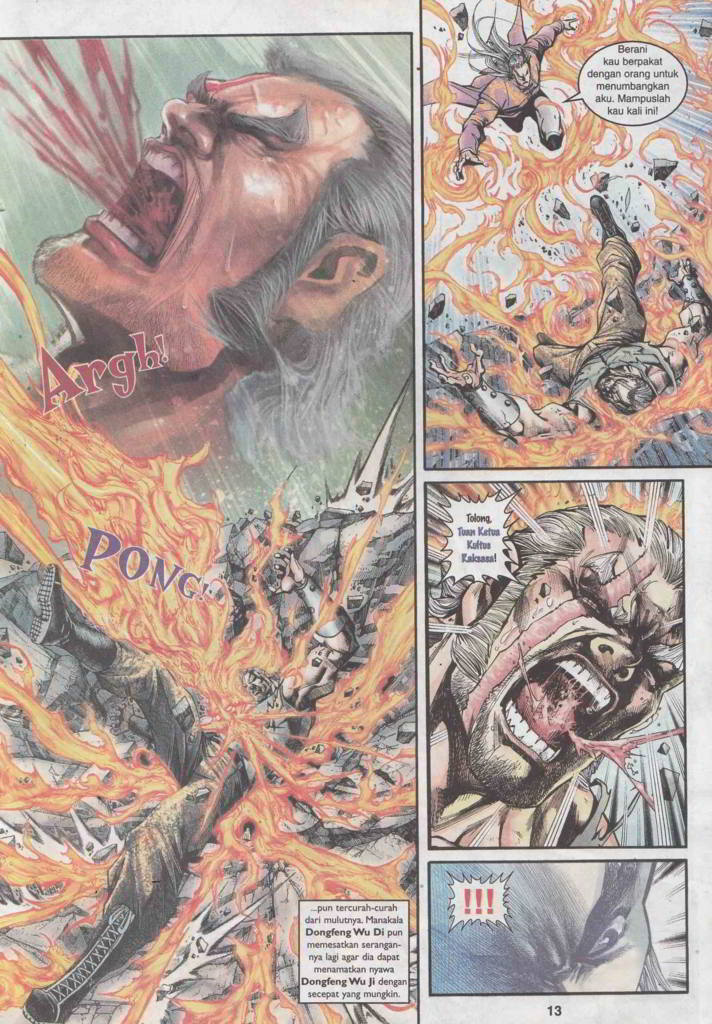 Argh!
PONG!!
...pun tercurah-curah
dari mulutnya. Manakala
Dongfeng Wu Di pun
memesatkan serangan-
nya lagi agar dia dapat
menamatkan nyawa
Dongfeng Wu Ji dengan
secepat yang mungkin.
Berani
kau berpakat
dengan orang untuk
menumbangkan
aku. Mampuslah
kau kali ini!
Tolong,
Tuan Ketua
Kultus
Raksasa!
!!!
13